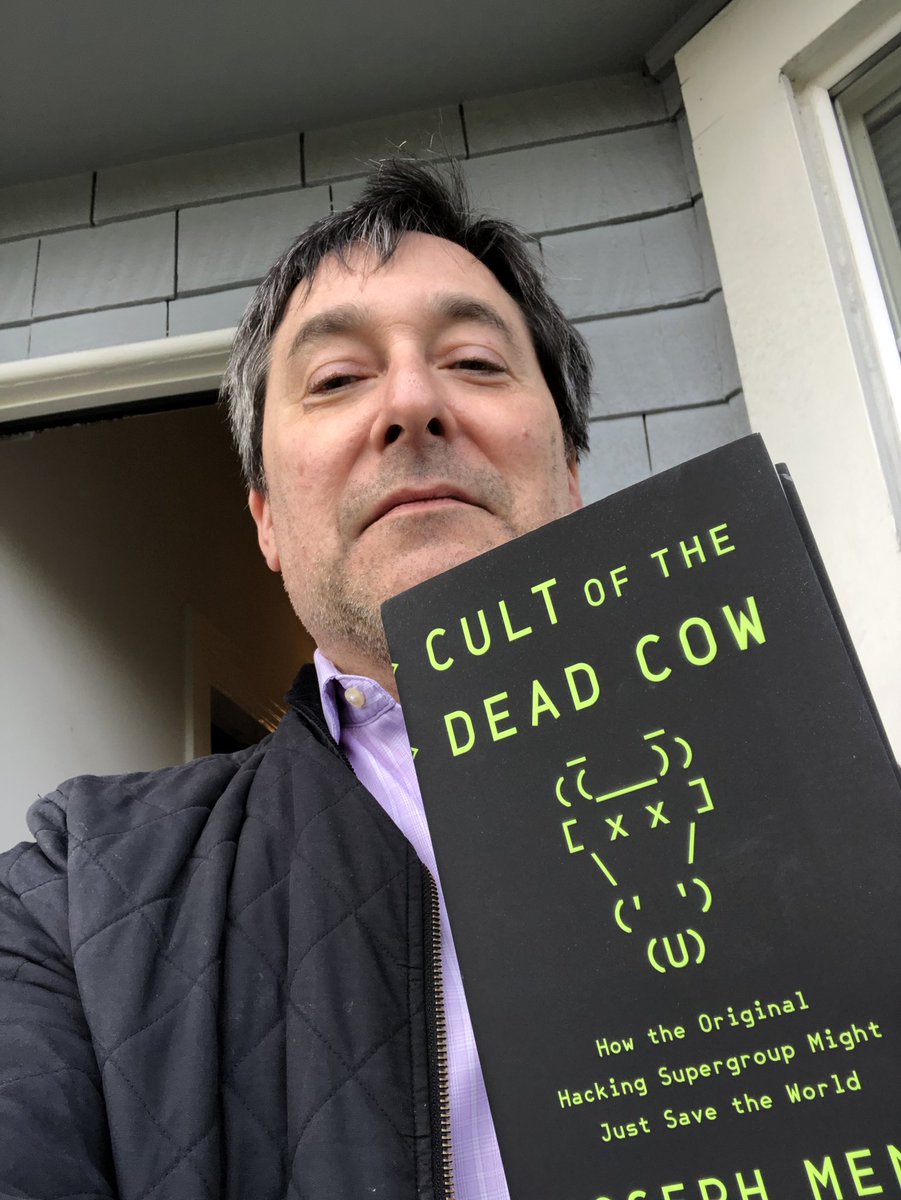 > CULT OF THE
> DEAD COW
How the Original
Hacking Supergroup Might
Just Save the World